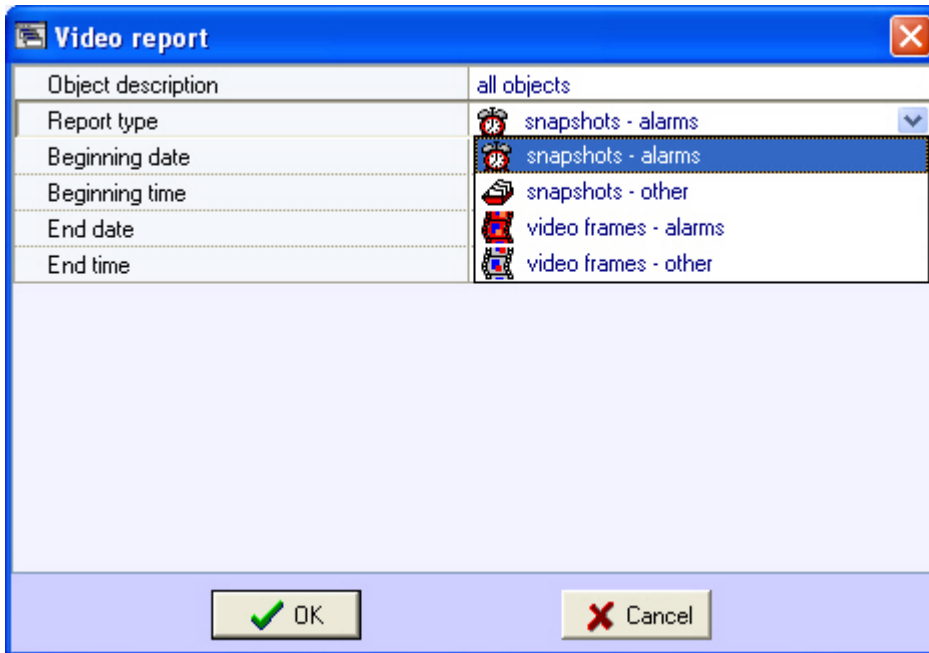 Video report
Object description all objects
Report type snapshots - alarms
Beginning date snapshots - alarms
Beginning time snapshots - other
End date video frames - alarms
End time video frames - other
OK Cancel